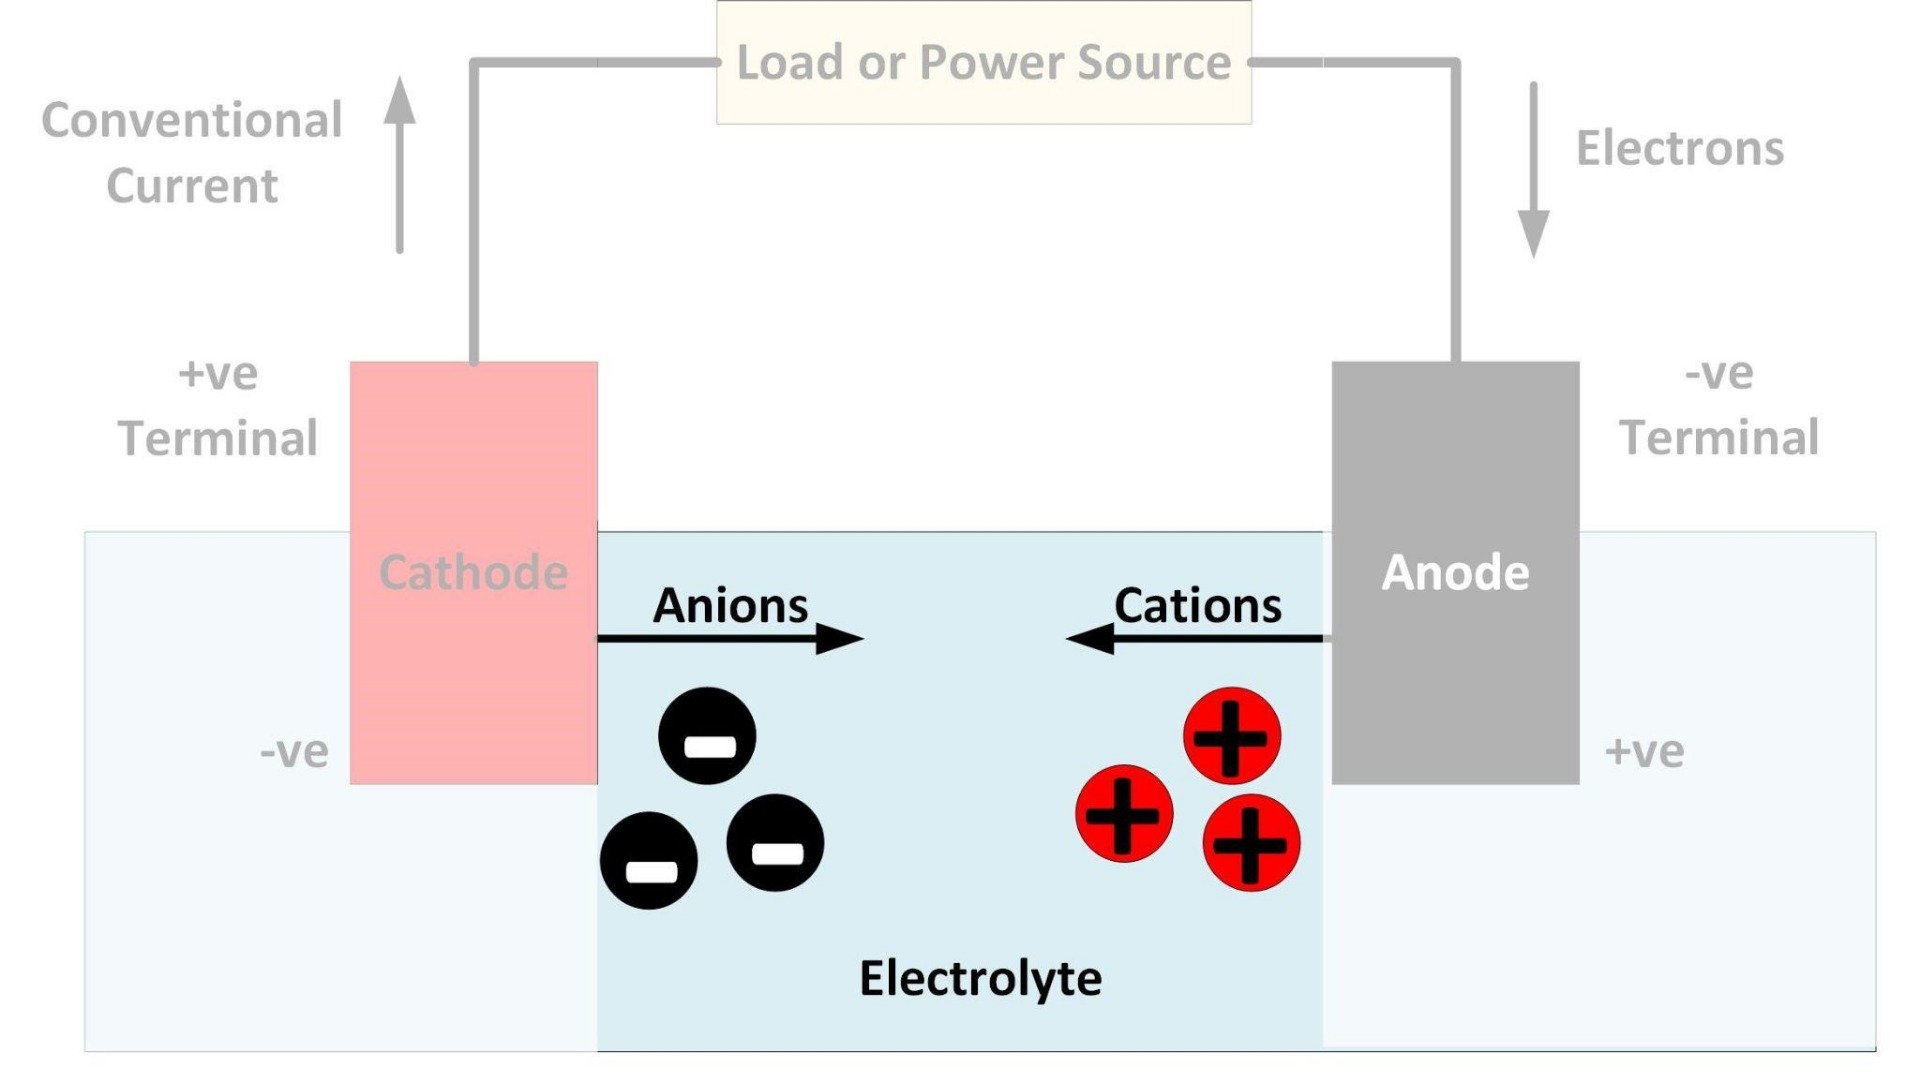 Load or Power Source
Conventional
Current
Electrons
+ve
Terminal
-ve
Terminal
Cathode
Anode
Anions
Cations
-ve
+ve
Electrolyte